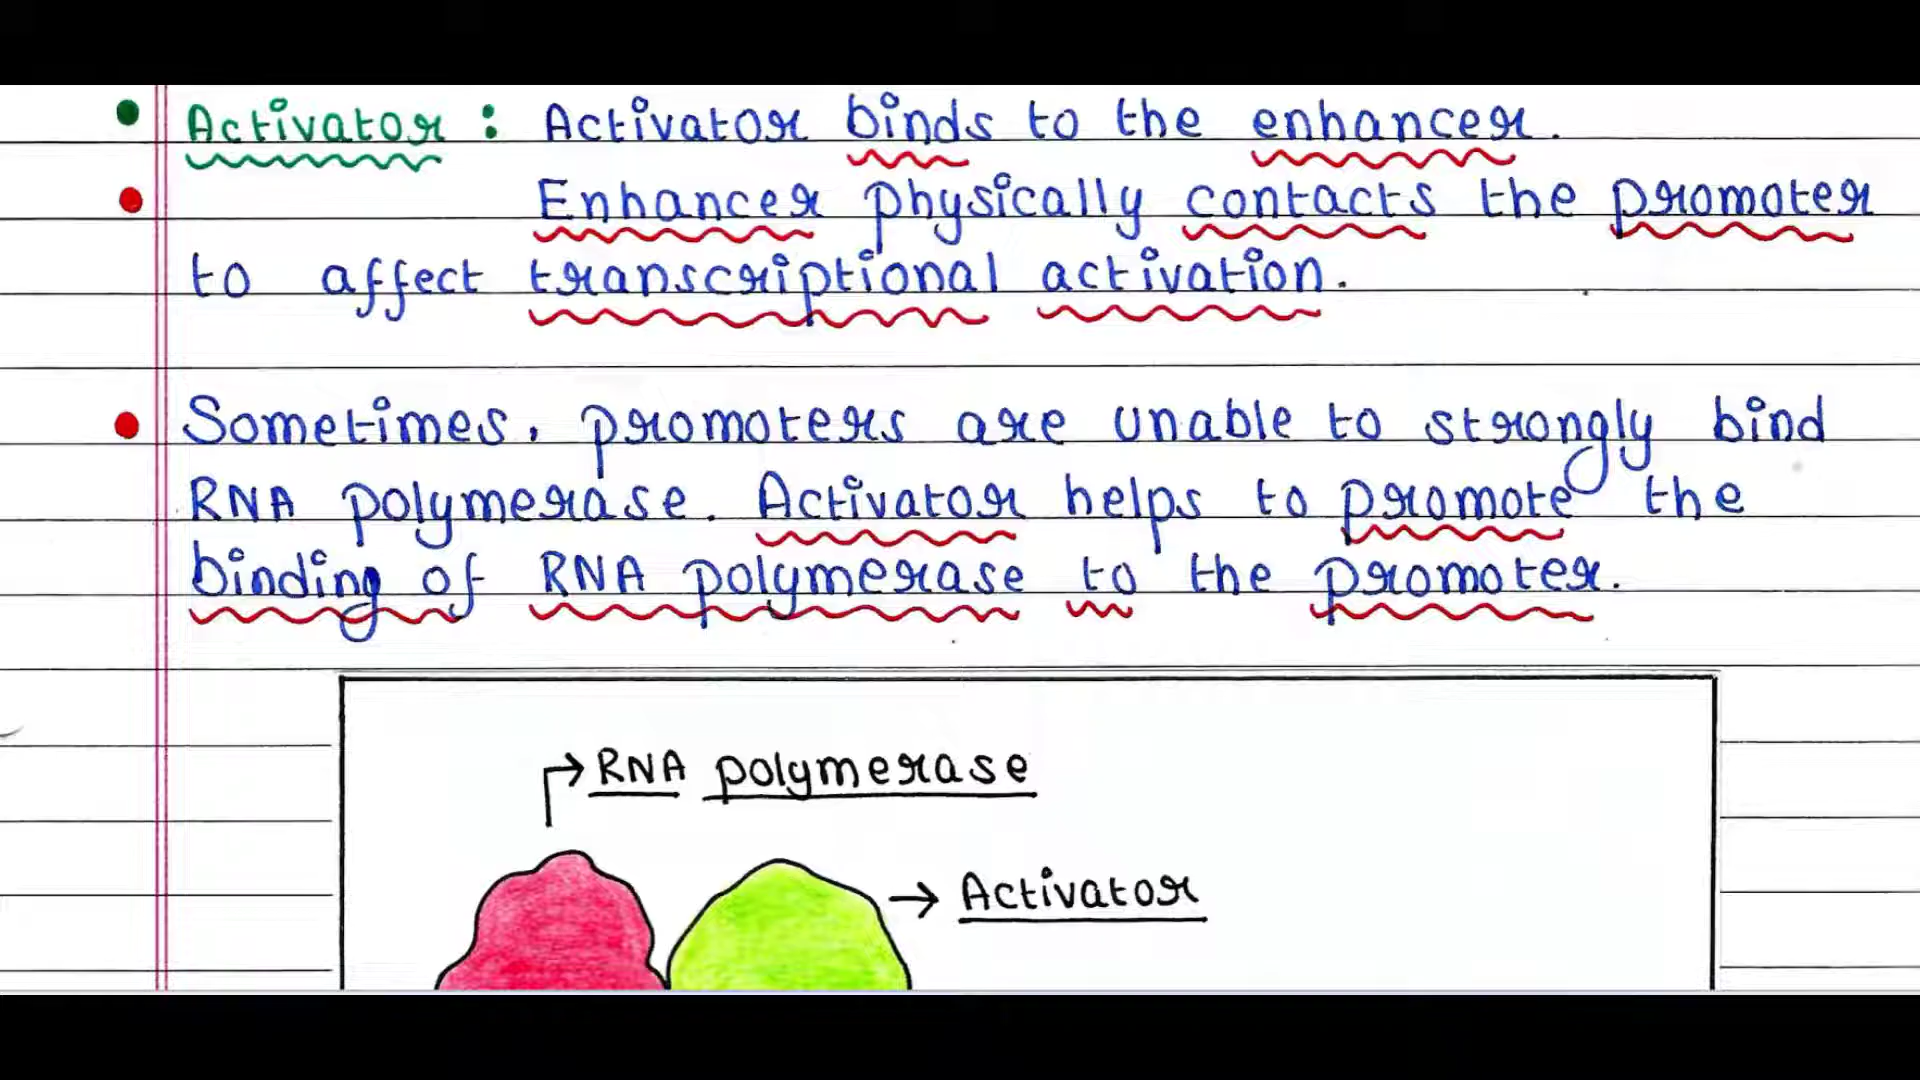 Activator : Activator binds to the enhancer.
Enhancer physically contacts the promoter
to affect transcriptional activation.
Sometimes, promoters are unable to strongly bind
RNA polymerase. Activator helps to promote the
binding of RNA polymerase to the promoter.
RNA polymerase
Activator